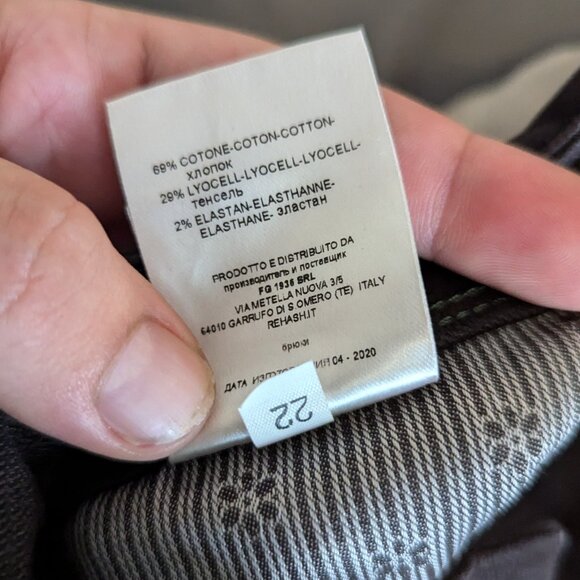 69% COTONE-COTON-COTTON-
ХЛОПОК
29% LYOCELL-LYOCELL-LYOCELL-
тенсель
2% ELASTAN-ELASTHANNE-
ELASTHANE- эластан
PRODOTTO E DISTRIBUITO DA
производитель и поставщик
FG 1936 SRL
VIA METELLA NUOVA 3/5
64010 GARRUFO DI S.OMERO (TE) ITALY
REHASH.IT
брюки
ДАТА 04 - 2020
22